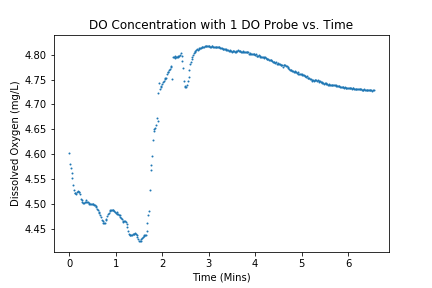 DO Concentration with 1 DO Probe vs. Time
Dissolved Oxygen (mg/L)
4.80
4.75
4.70
4.65
4.60
4.55
4.50
4.45
0 1 2 3 4 5 6
Time (Mins)